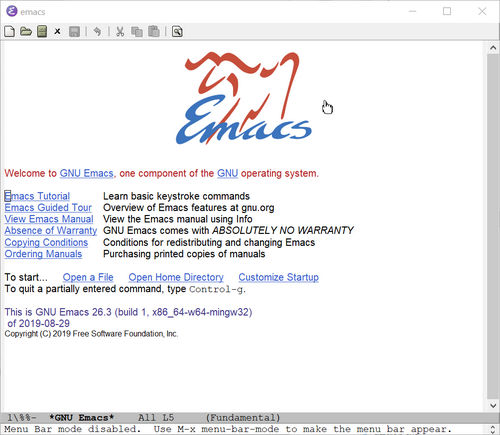 emacs
Emacs
Welcome to GNU Emacs, one component of the GNU operating system.
Emacs Tutorial Learn basic keystroke commands
Emacs Guided Tour Overview of Emacs features at gnu.org
View Emacs Manual View the Emacs manual using Info
Absence of Warranty GNU Emacs comes with ABSOLUTELY NO WARRANTY
Copying Conditions Conditions for redistributing and changing Emacs
Ordering Manuals Purchasing printed copies of manuals
To start... Open a File Open Home Directory Customize Startup
To quit a partially entered command, type Control-g.
This is GNU Emacs 26.3 (build 1, x86_64-w64-mingw32)
of 2019-08-29
Copyright (C) 2019 Free Software Foundation, Inc.
1\%%- *GNU Emacs* All L5 (Fundamental)
Menu Bar mode disabled. Use M-x menu-bar-mode to make the menu bar appear.